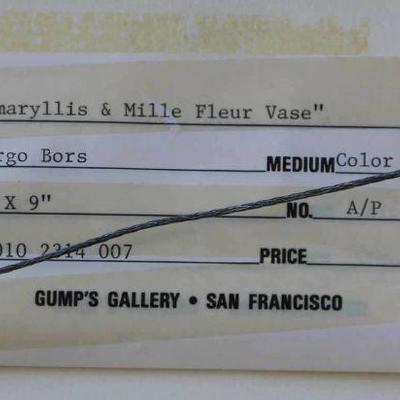 maryllis & Mille Fleur Vase"
rgo Bors MEDIUM Color
X 9" NO. A/P
010 2314 007 PRICE
GUMP'S GALLERY • SAN FRANCISCO